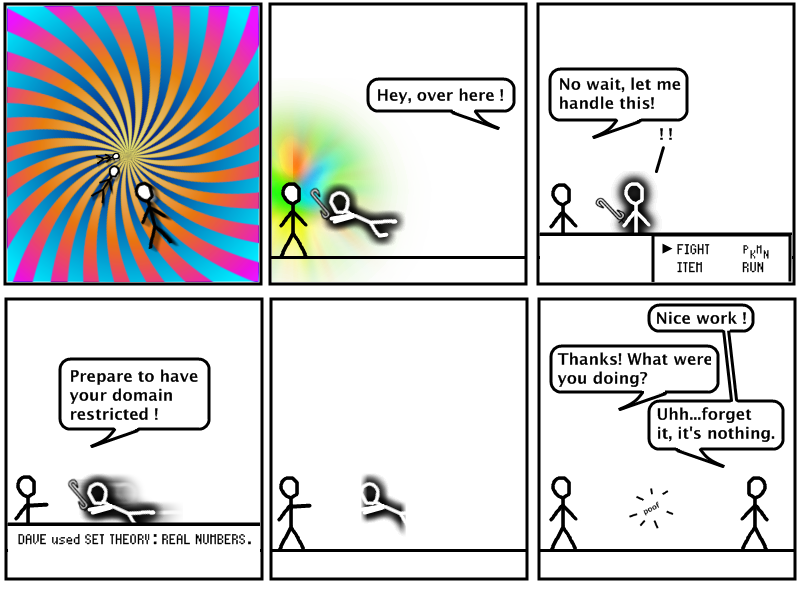 Hey, over here !
No wait, let me
handle this!
!!
▶ FIGHT PKMN
ITEM RUN
Prepare to have
your domain
restricted !
DAVE used SET THEORY: REAL NUMBERS.
Nice work !
Thanks! What were
you doing?
Uhh...forget
it, it's nothing.
poof